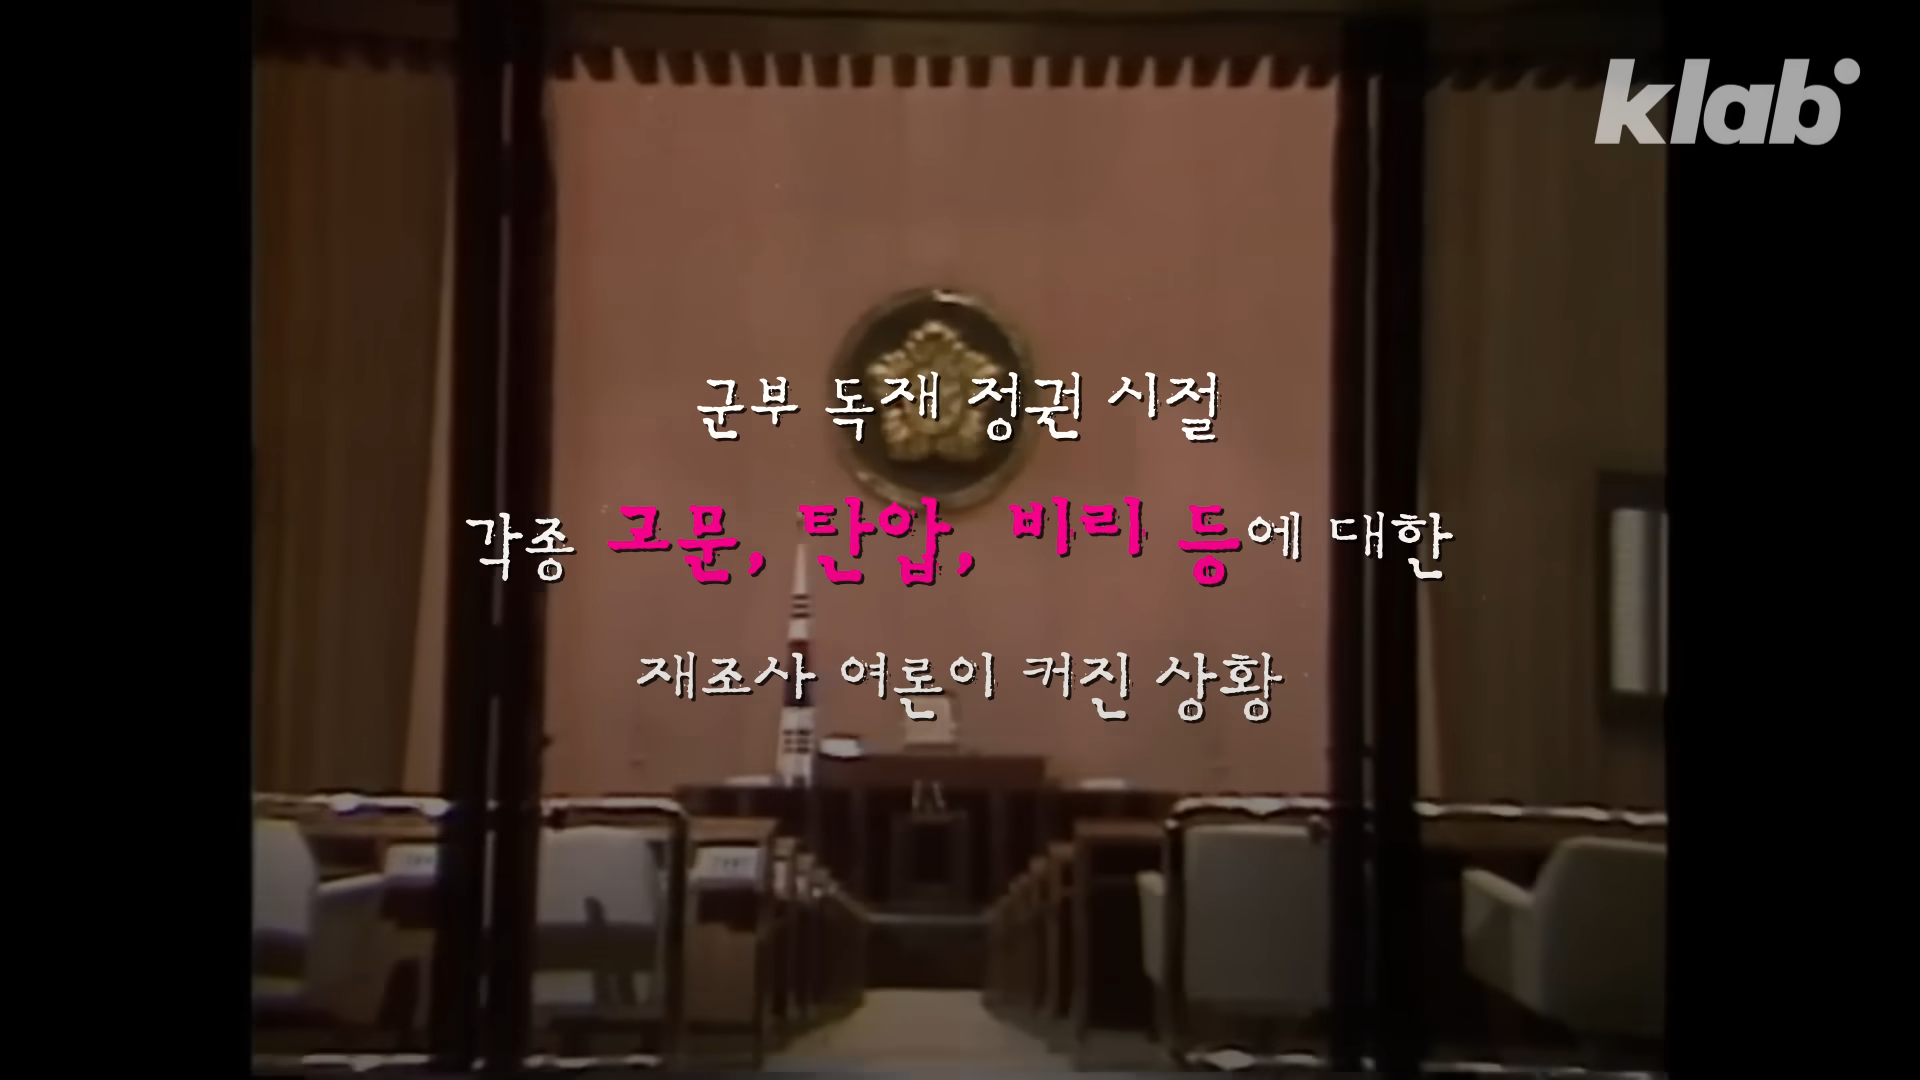 klab
군부 독재 정권 시절
각종 고문, 탄압, 비리 등에 대한
재조사 여론이 커진 상황